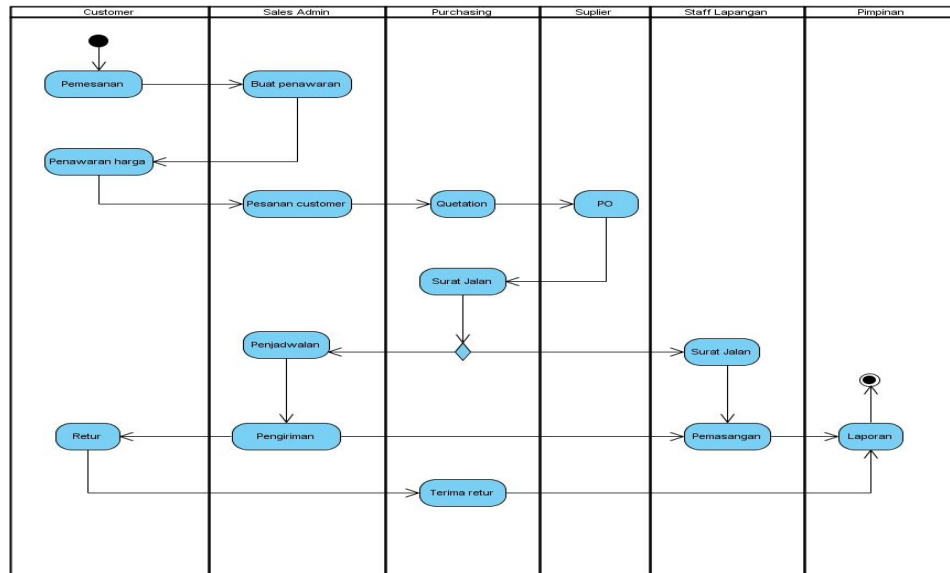 Customer
Sales Admin
Purchasing
Suplier
Staff Lapangan
Pimpinan
Pemesanan
Buat penawaran
Penawaran harga
Pesanan customer
Quetation
PO
Surat Jalan
Penjadwalan
Surat Jalan
Retur
Pengiriman
Pemasangan
Laporan
Terima retur